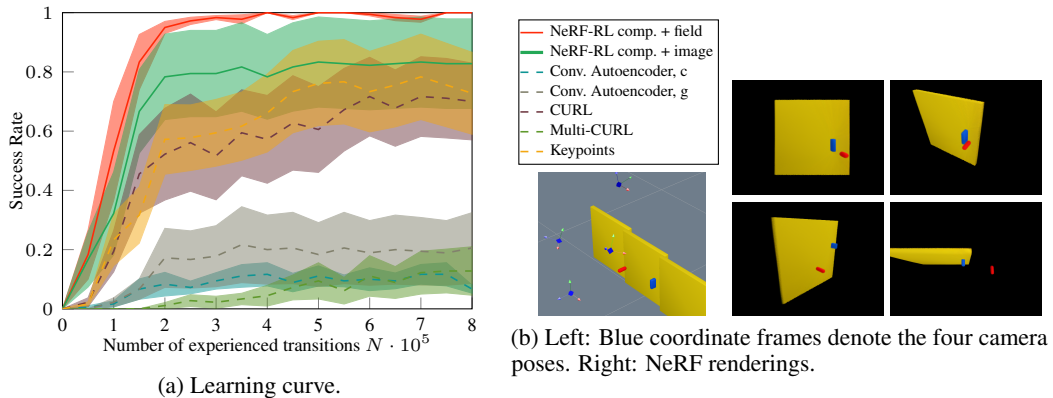 1
0.8
0.6
0.4
0.2
0
Success Rate
0 1 2 3 4 5 6 7 8
Number of experienced transitions N · 10⁵
(a) Learning curve.
NeRF-RL comp. + field
NeRF-RL comp. + image
Conv. Autoencoder, c
Conv. Autoencoder, g
CURL
Multi-CURL
Keypoints
(b) Left: Blue coordinate frames denote the four camera
poses. Right: NeRF renderings.